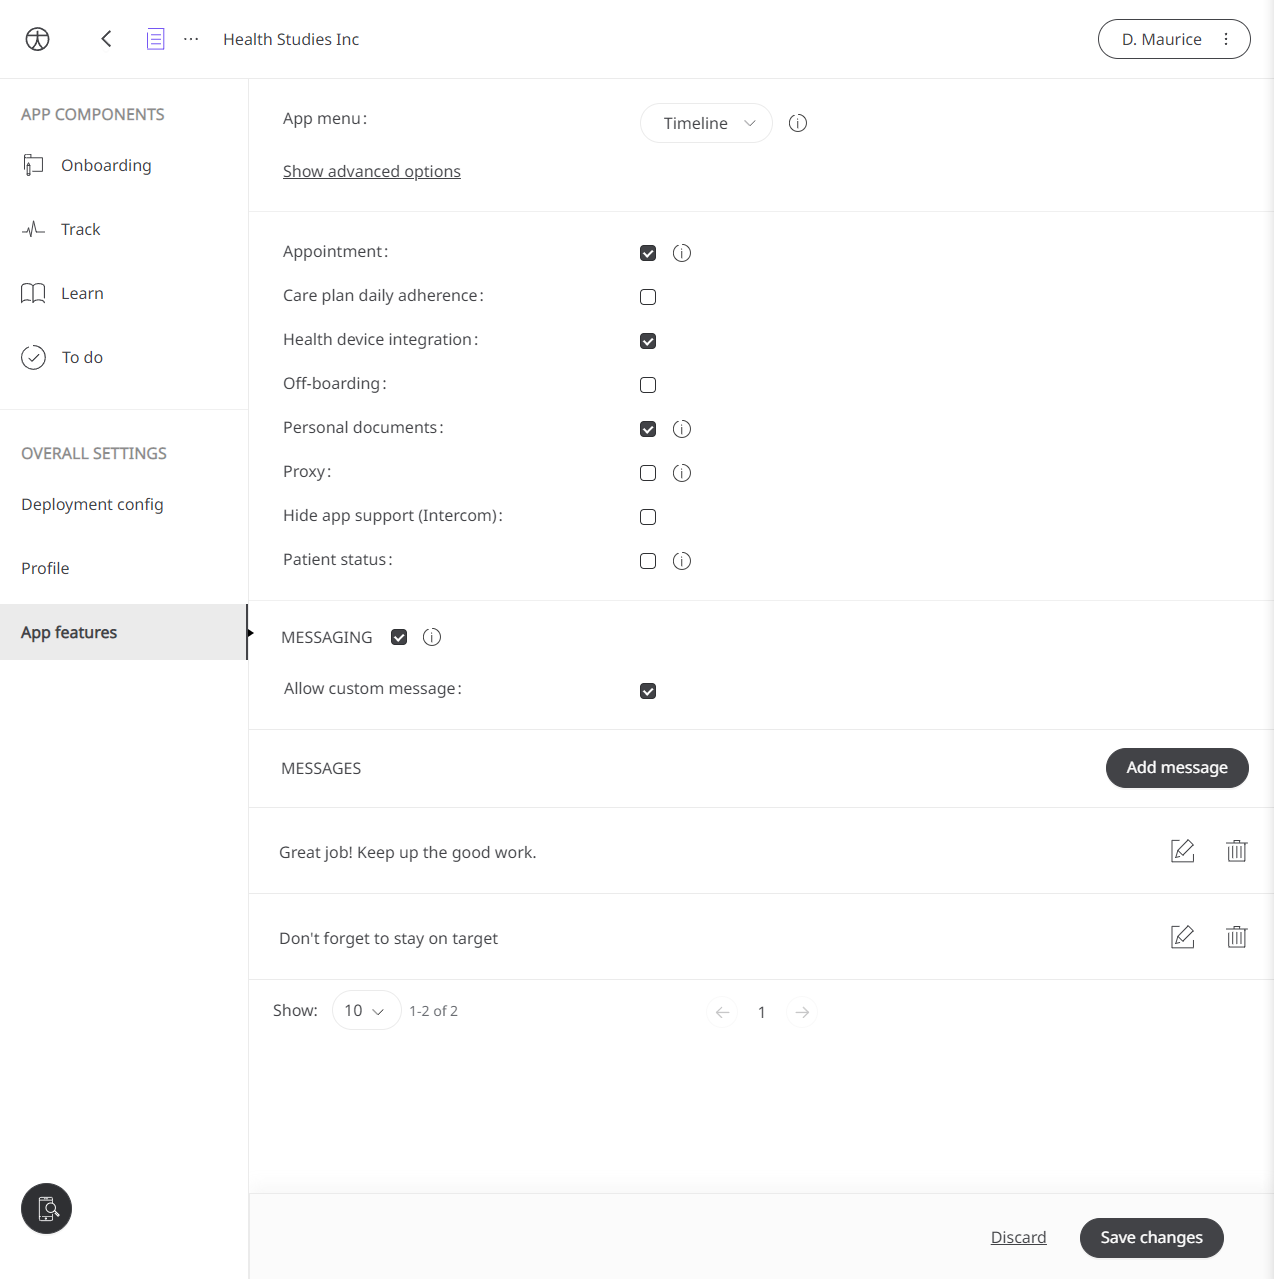 Health Studies Inc
D. Maurice
APP COMPONENTS
Onboarding
Track
Learn
To do
OVERALL SETTINGS
Deployment config
Profile
App features
App menu:
Timeline
Show advanced options
Appointment:
Care plan daily adherence:
Health device integration:
Off-boarding:
Personal documents:
Proxy:
Hide app support (Intercom):
Patient status:
MESSAGING
Allow custom message:
MESSAGES
Add message
Great job! Keep up the good work.
Don't forget to stay on target
Show: 10 1-2 of 2 1
Discard
Save changes